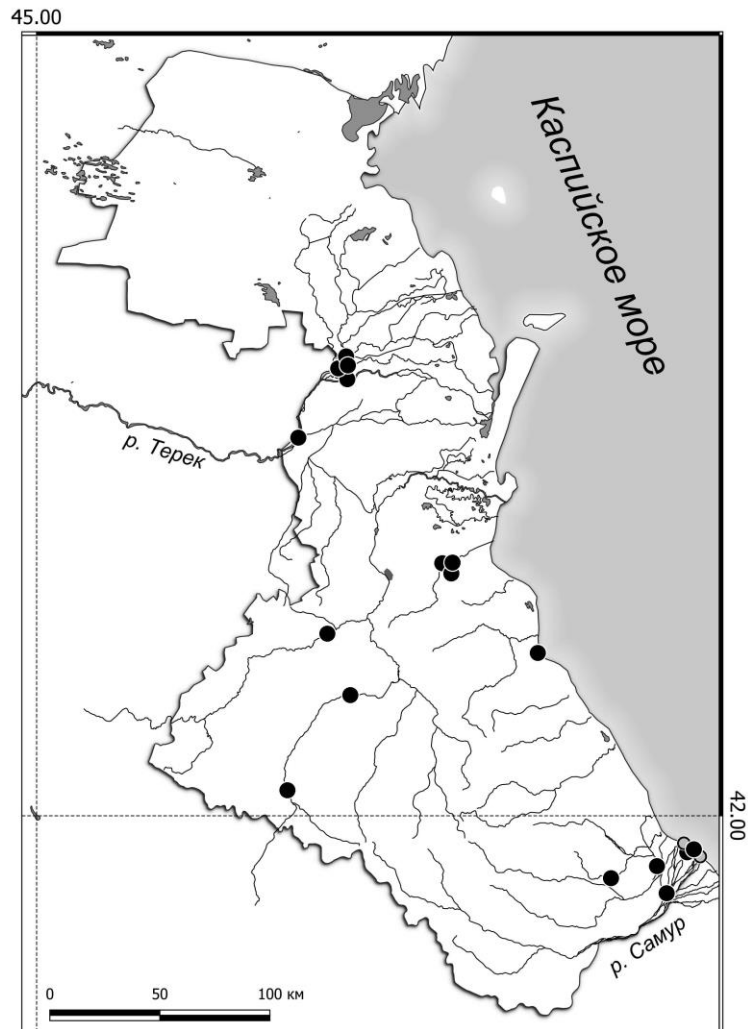 45.00
Каспийское море
р. Терек
42.00
р. Самур
0 50 100 км